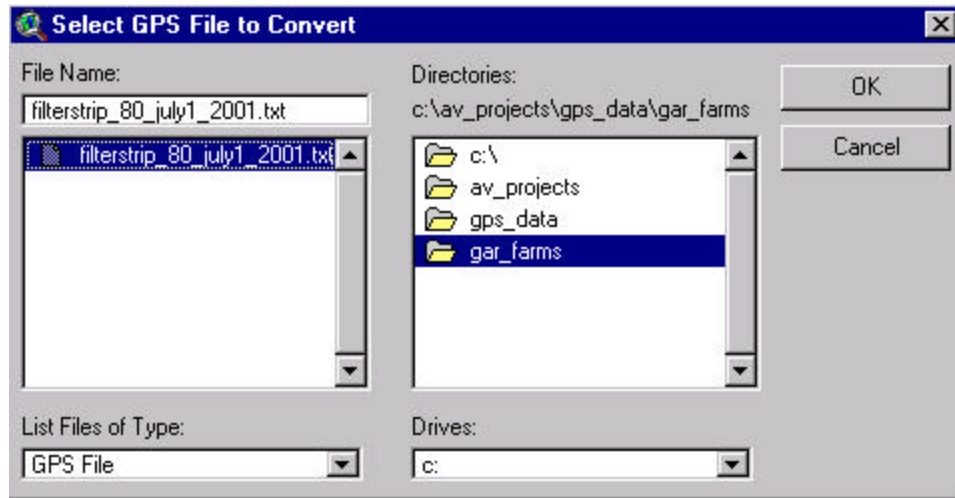 Select GPS File to Convert
File Name:
filterstrip_80_july1_2001.txt
filterstrip_80_july1_2001.txt
Directories:
c:\av_projects\gps_data\gar_farms
c:\
av_projects
gps_data
gar_farms
OK
Cancel
List Files of Type:
GPS File
Drives:
c: